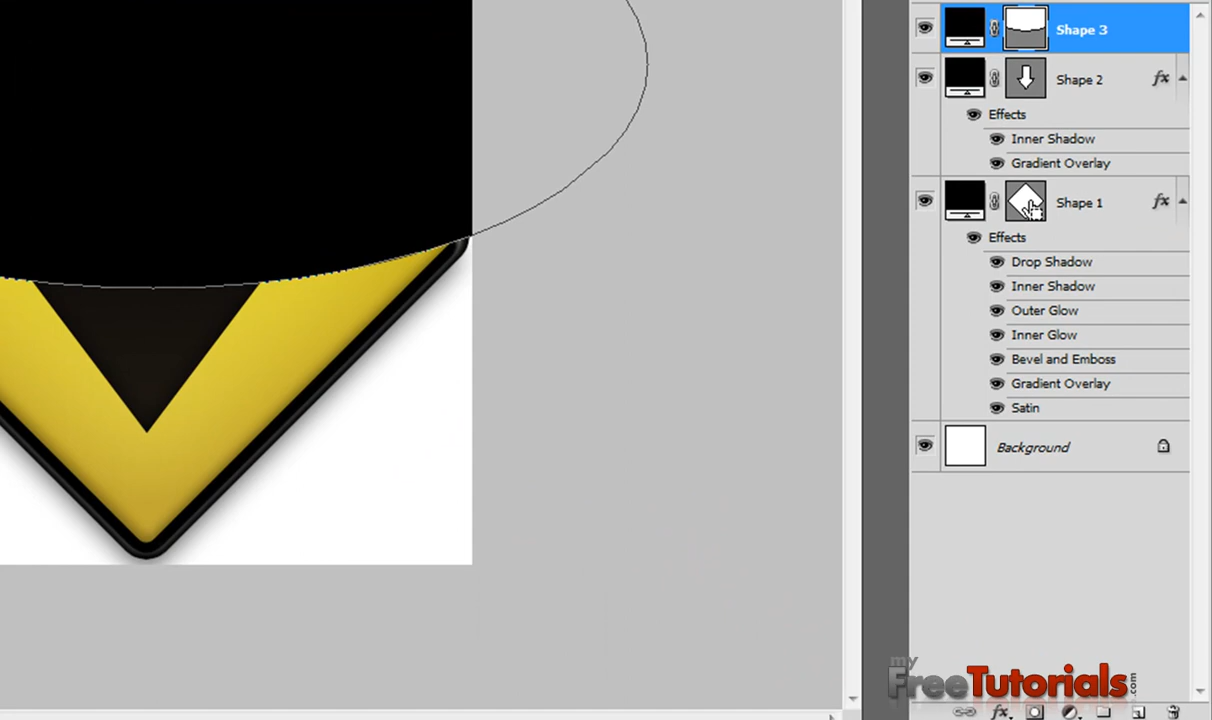 Shape 3
Shape 2
fx
Effects
Inner Shadow
Gradient Overlay
Shape 1
fx
Effects
Drop Shadow
Inner Shadow
Outer Glow
Inner Glow
Bevel and Emboss
Gradient Overlay
Satin
Background
my
FreeTutorials.com
fx